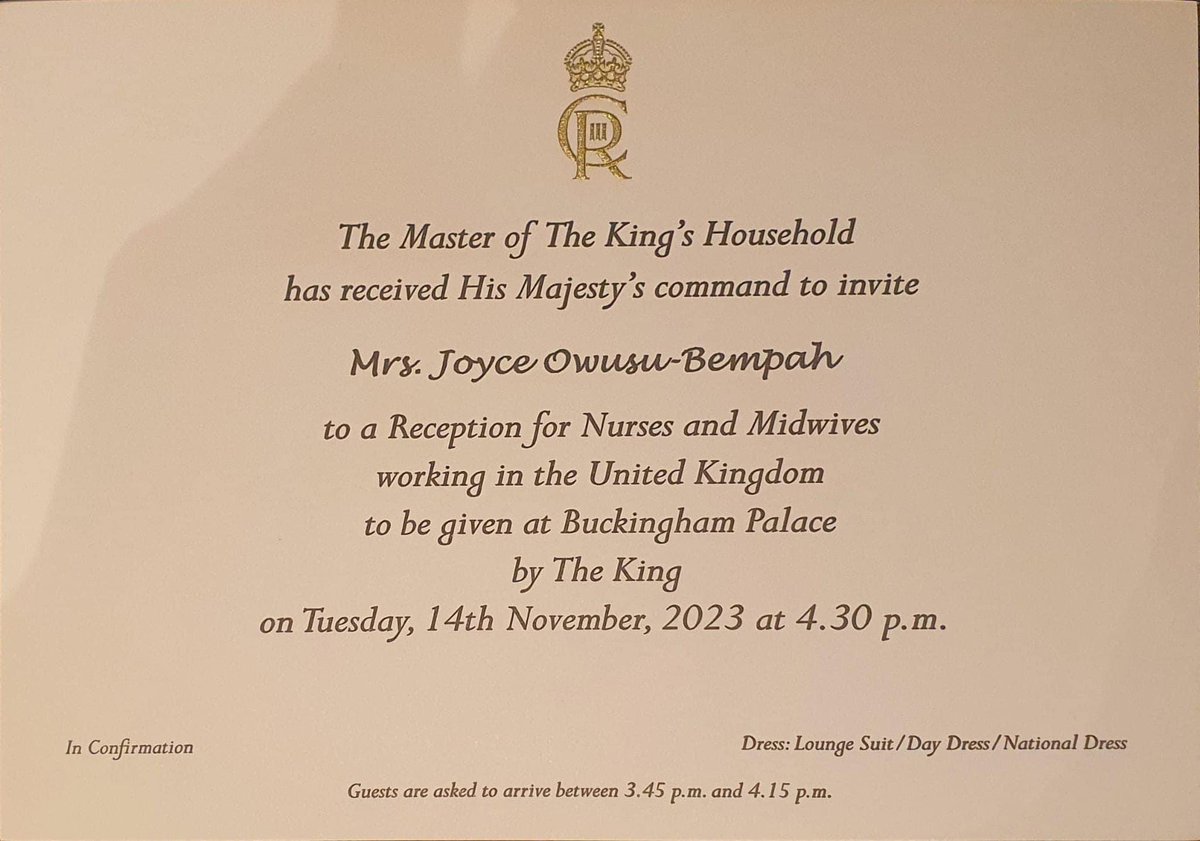 CR III
The Master of The King's Household
has received His Majesty's command to invite
Mrs. Joyce Owusu-Bempah
to a Reception for Nurses and Midwives
working in the United Kingdom
to be given at Buckingham Palace
by The King
on Tuesday, 14th November, 2023 at 4.30 p.m.
In Confirmation
Dress: Lounge Suit/Day Dress/National Dress
Guests are asked to arrive between 3.45 p.m. and 4.15 p.m.